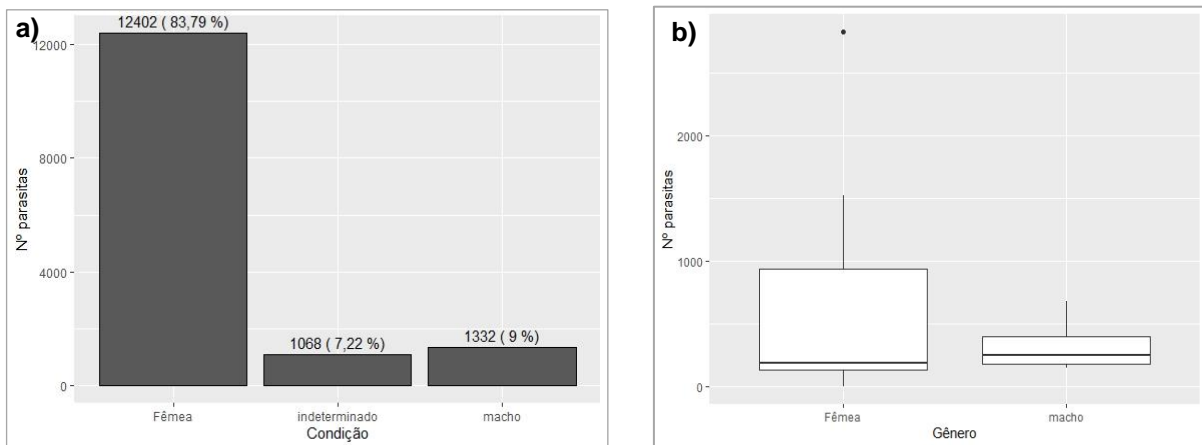 a)
12402 ( 83,79 %)
12000
8000
4000
0
1068 ( 7,22 %)
1332 ( 9 %)
Nº parasitas
Fêmea
indeterminado
macho
Condição
b)
2000
1000
0
Nº parasitas
Fêmea
macho
Gênero